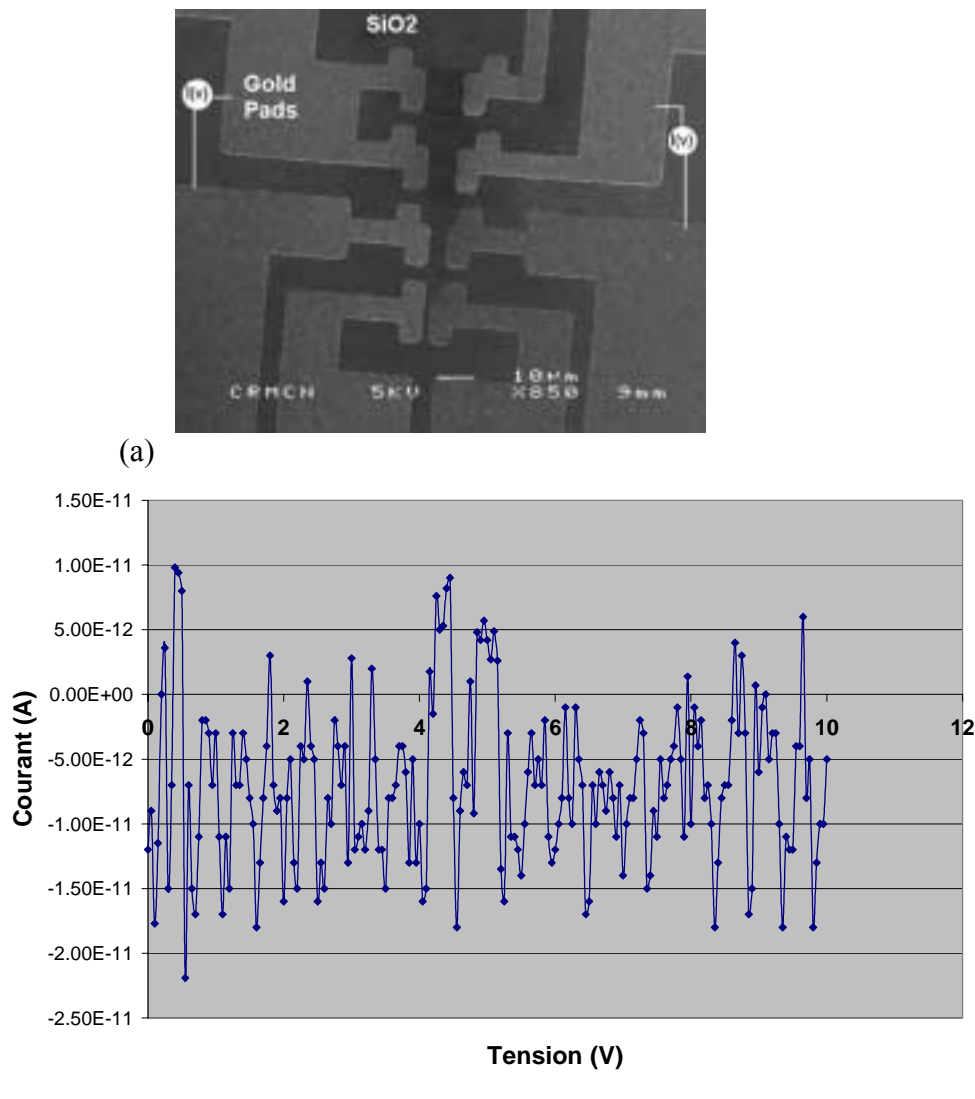 SiO2
Gold
Pads
I(V)
CRMCN 5KV 10µm X850 9mm
(a)
1.50E-11
1.00E-11
5.00E-12
0.00E+00
-5.00E-12
-1.00E-11
-1.50E-11
-2.00E-11
-2.50E-11
0 2 4 6 8 10 12
Courant (A)
Tension (V)